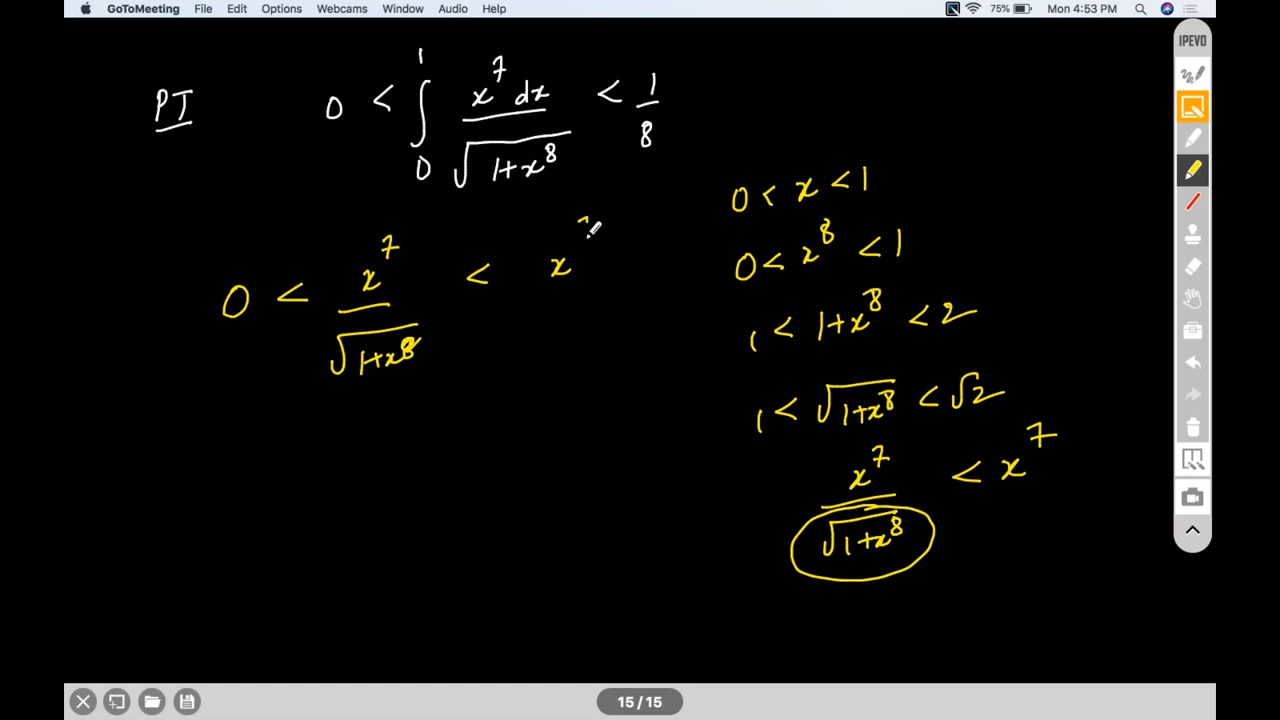 GoToMeeting File Edit Options Webcams Window Audio Help 75% Mon 4:53 PM
IPEVO
PT 0 < ∫₀¹ x⁷ dx / √(1+x⁸) < 1/8
0 < x < 1
0 < x⁸ < 1
0 < x⁷ / √(1+x⁸) < x
1 < 1+x⁸ < 2
1 < √(1+x⁸) < √2
x⁷ / √(1+x⁸) < x⁷
15 / 15